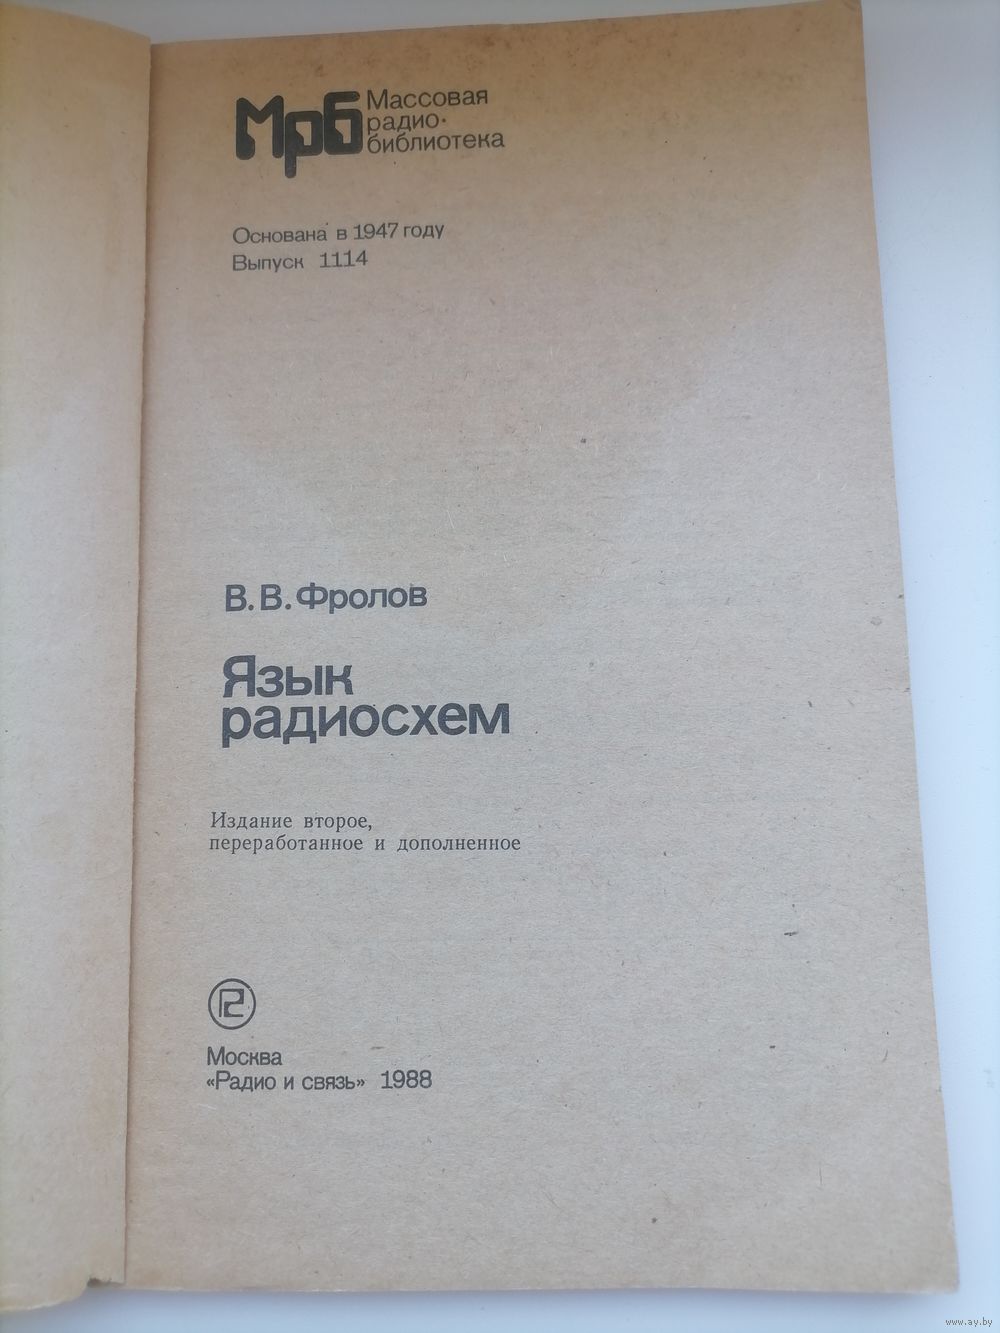 Мрб
Массовая
радио-
библиотека
Основана в 1947 году
Выпуск 1114
В. В. Фролов
Язык
радиосхем
Издание второе,
переработанное и дополненное
Москва
«Радио и связь» 1988
www.ay.by